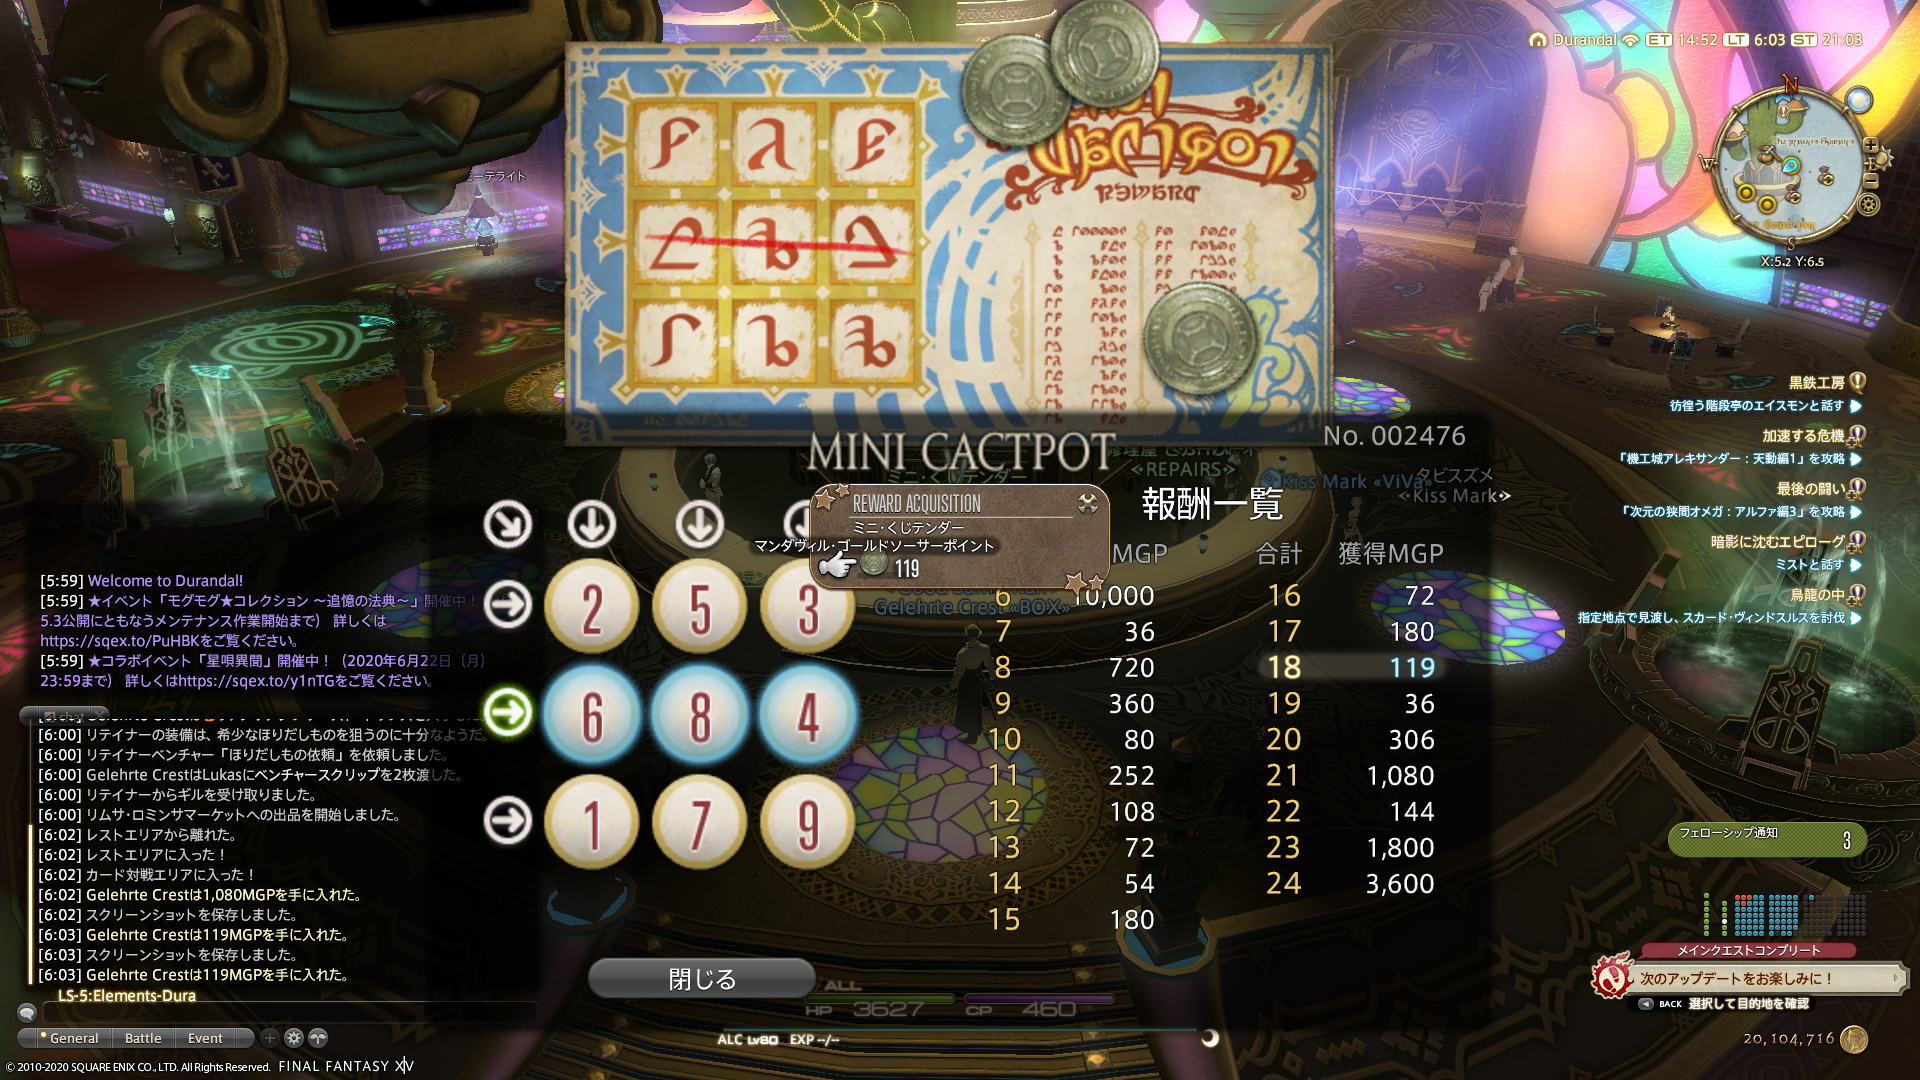 Durandal ET 14:52 LT 6:03 ST 21:03
N
W
S
X:5.2 Y:6.5
No. 002476
MINI CACTPOT
«REPAIRS»
ミニ・くじテンダー
Kiss Mark «ViVa»
タビスズメ
«Kiss Mark»
REWARD ACQUISITION
ミニ・くじテンダー
マンダヴィル・ゴールドソーサーポイント
119
Gelehrte Crest «BOX»
報酬一覧
MGP 合計 獲得MGP
6 10,000 16 72
7 36 17 180
8 720 18 119
9 360 19 36
10 80 20 306
11 252 21 1,080
12 108 22 144
13 72 23 1,800
14 54 24 3,600
15 180
2 5 3
6 8 4
1 7 9
閉じる
[5:59] Welcome to Durandal!
[5:59] ★イベント「モグモグ★コレクション ～追憶の法典～」開催中！
5.3公開にともなうメンテナンス作業開始まで） 詳しくは
https://sqex.to/PuHBKをご覧ください。
[5:59] ★コラボイベント「星唄異聞」開催中！（2020年6月22日（月）
23:59まで） 詳しくはhttps://sqex.to/y1nTGをご覧ください。
[6:00] リテイナーの装備は、希少なほりだしものを狙うのに十分なようだ。
[6:00] リテイナーベンチャー「ほりだしもの依頼」を依頼しました。
[6:00] Gelehrte CrestはLukasにベンチャースクリップを2枚渡した。
[6:00] リテイナーからギルを受け取りました。
[6:00] リムサ・ロミンサマーケットへの出品を開始しました。
[6:02] レストエリアから離れた。
[6:02] レストエリアに入った！
[6:02] カード対戦エリアに入った！
[6:02] Gelehrte Crestは1,080MGPを手に入れた。
[6:02] スクリーンショットを保存しました。
[6:03] Gelehrte Crestは119MGPを手に入れた。
[6:03] スクリーンショットを保存しました。
[6:03] Gelehrte Crestは119MGPを手に入れた。
LS-5:Elements-Dura
General Battle Event
© 2010-2020 SQUARE ENIX CO., LTD. All Rights Reserved. FINAL FANTASY XIV
ALL
HP 3627 CP 460
ALC Lv80 EXP --/--
黒鉄工房
彷徨う階段亭のエイスモンと話す
加速する危機
「機工城アレキサンダー：天動編1」を攻略
最後の闘い
「次元の狭間オメガ：アルファ編3」を攻略
暗影に沈むエピローグ
ミストと話す
鳥籠の中
指定地点で見渡し、スカード・ヴィンドスルスを討伐
フェローシップ通知 3
メインクエストコンプリート
次のアップデートをお楽しみに！
BACK 選択して目的地を確認
20,104,716